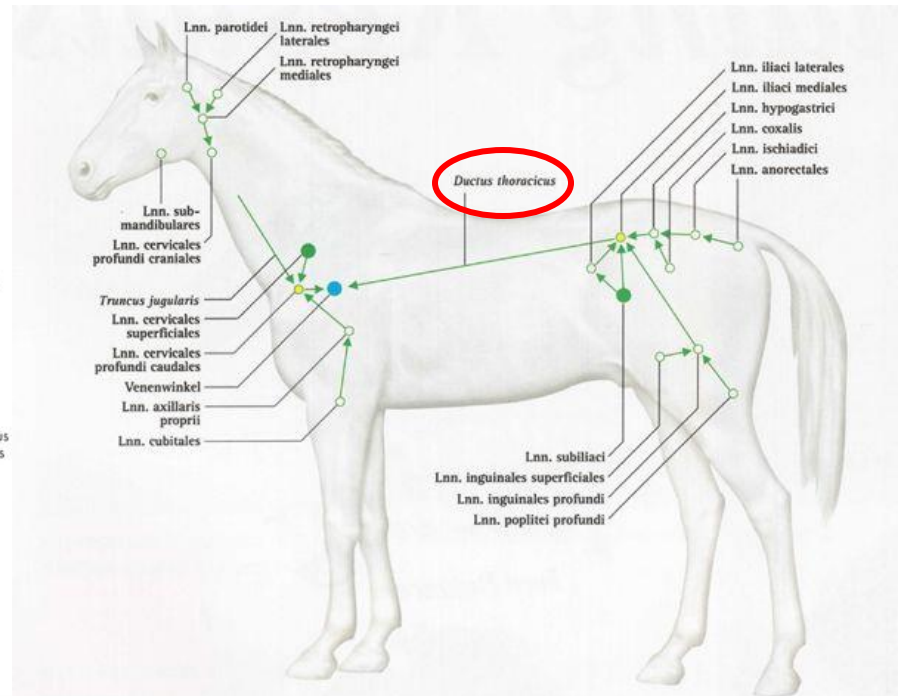 Lnn. parotidei
Lnn. retropharyngei
laterales
Lnn. retropharyngei
mediales
Lnn. sub-
mandibulares
Lnn. cervicales
profundi craniales
Truncus jugularis
Lnn. cervicales
superficiales
Lnn. cervicales
profundi caudales
Venenwinkel
Lnn. axillaris
proprii
Lnn. cubitales
Ductus thoracicus
Lnn. iliaci laterales
Lnn. iliaci mediales
Lnn. hypogastrici
Lnn. coxalis
Lnn. ischiadici
Lnn. anorectales
Lnn. subiliaci
Lnn. inguinales superficiales
Lnn. inguinales profundi
Lnn. poplitei profundi